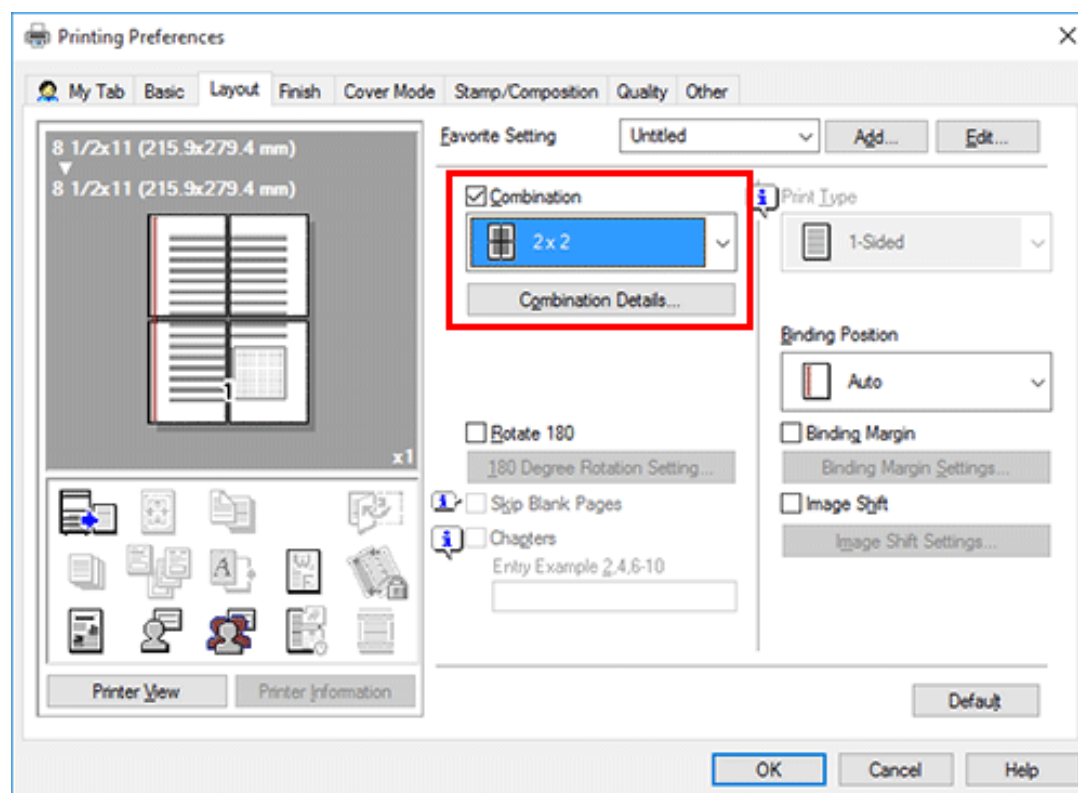 Printing Preferences
My Tab Basic Layout Finish Cover Mode Stamp/Composition Quality Other
8 1/2x11 (215.9x279.4 mm)
8 1/2x11 (215.9x279.4 mm)
1
x1
Printer View Printer Information
Favorite Setting Untitled Add... Edit...
Combination
2 x 2
Combination Details...
Rotate 180
180 Degree Rotation Setting...
Skip Blank Pages
Chapters
Entry Example 2,4,6-10
Print Type
1-Sided
Binding Position
Auto
Binding Margin
Binding Margin Settings...
Image Shift
Image Shift Settings...
Default
OK Cancel Help